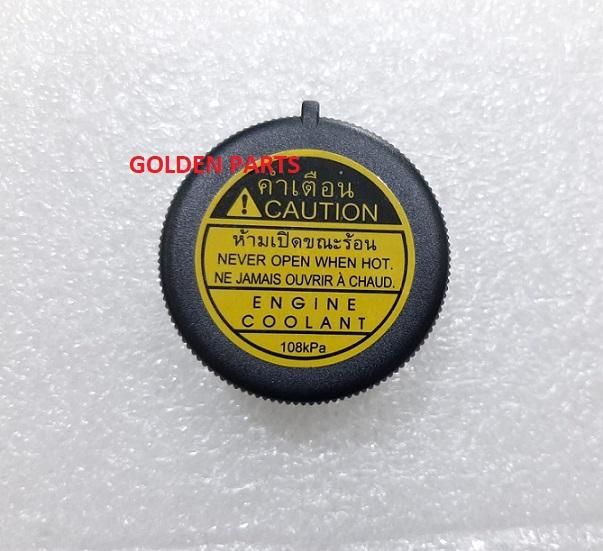 GOLDEN PARTS
คำเตือน
CAUTION
ห้ามเปิดขณะร้อน
NEVER OPEN WHEN HOT.
NE JAMAIS OUVRIR À CHAUD.
ENGINE
COOLANT
108kPa